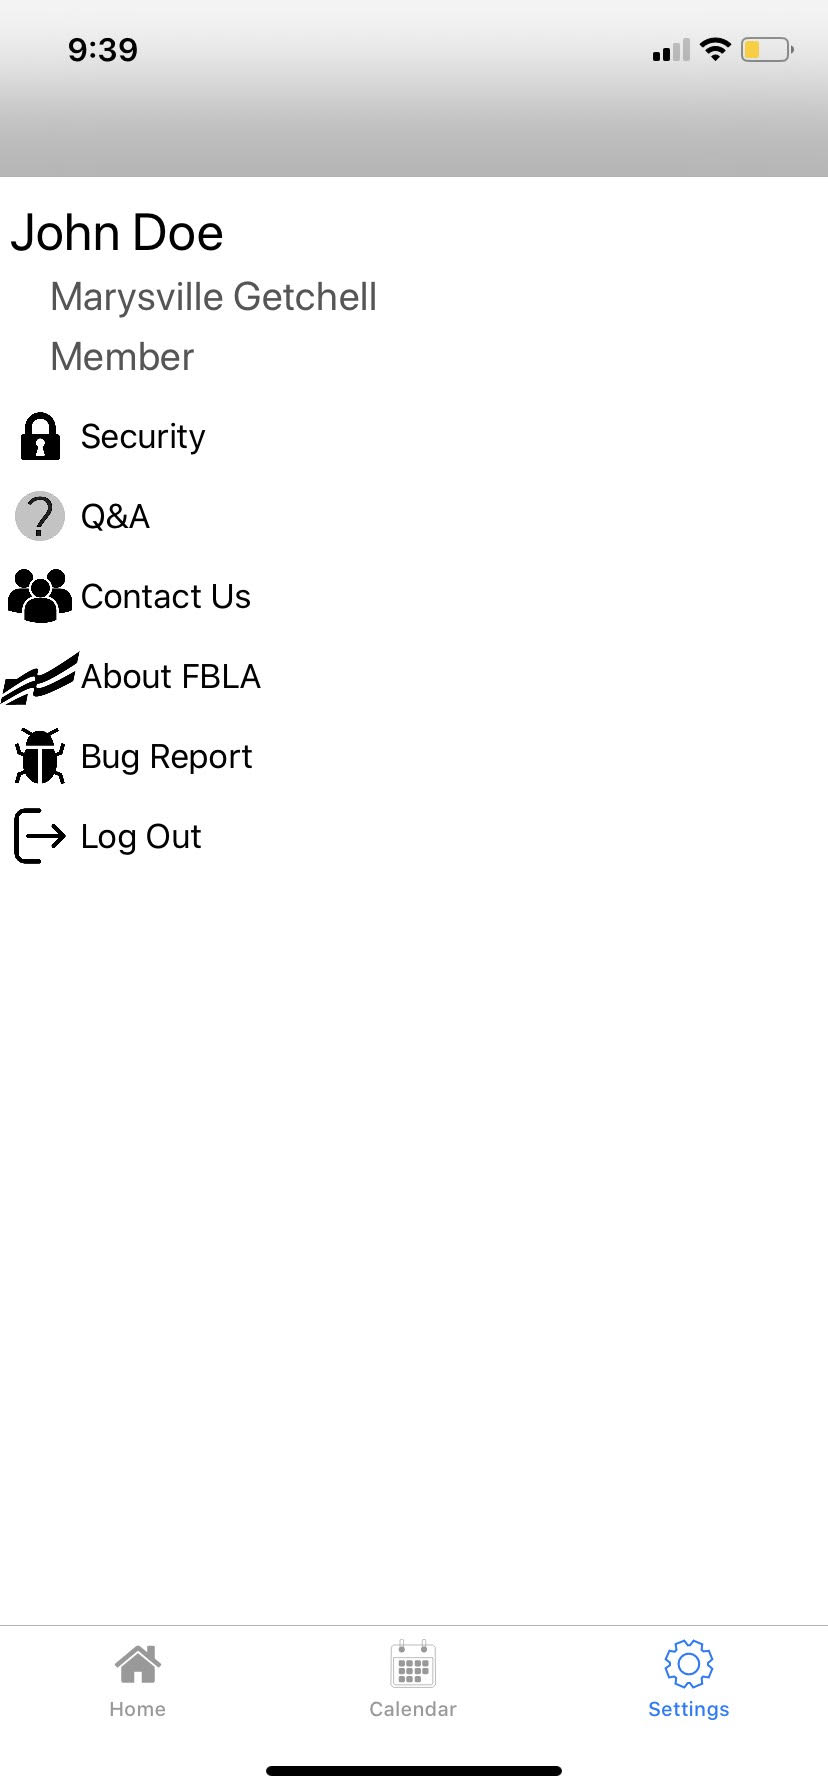 9:39
John Doe
Marysville Getchell
Member
Security
Q&A
Contact Us
About FBLA
Bug Report
Log Out
Home
Calendar
Settings